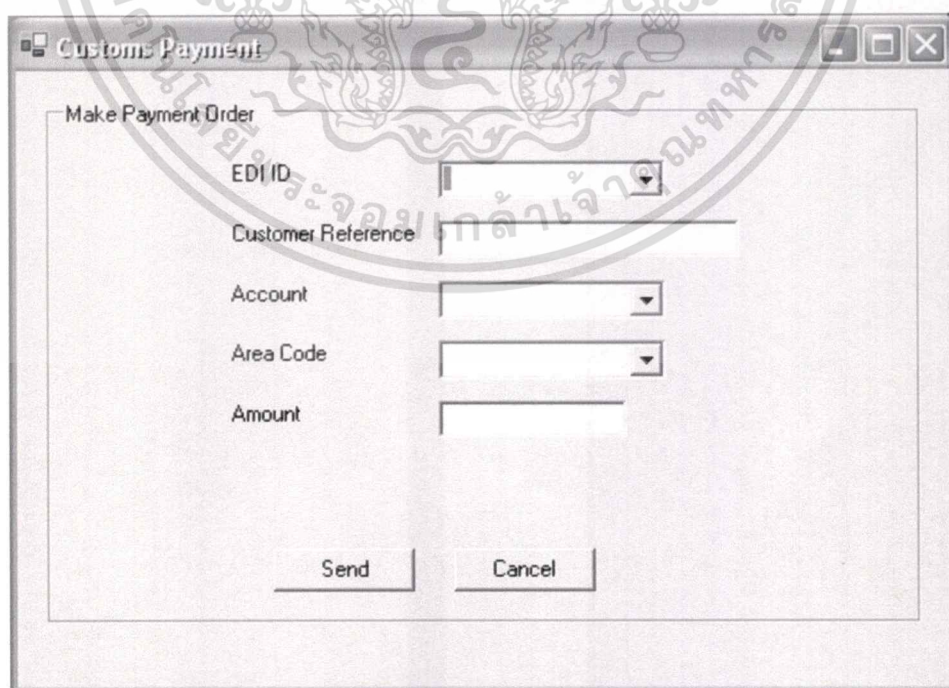 Customs Payment
Make Payment Order
EDI ID
Customer Reference
Account
Area Code
Amount
Send
Cancel